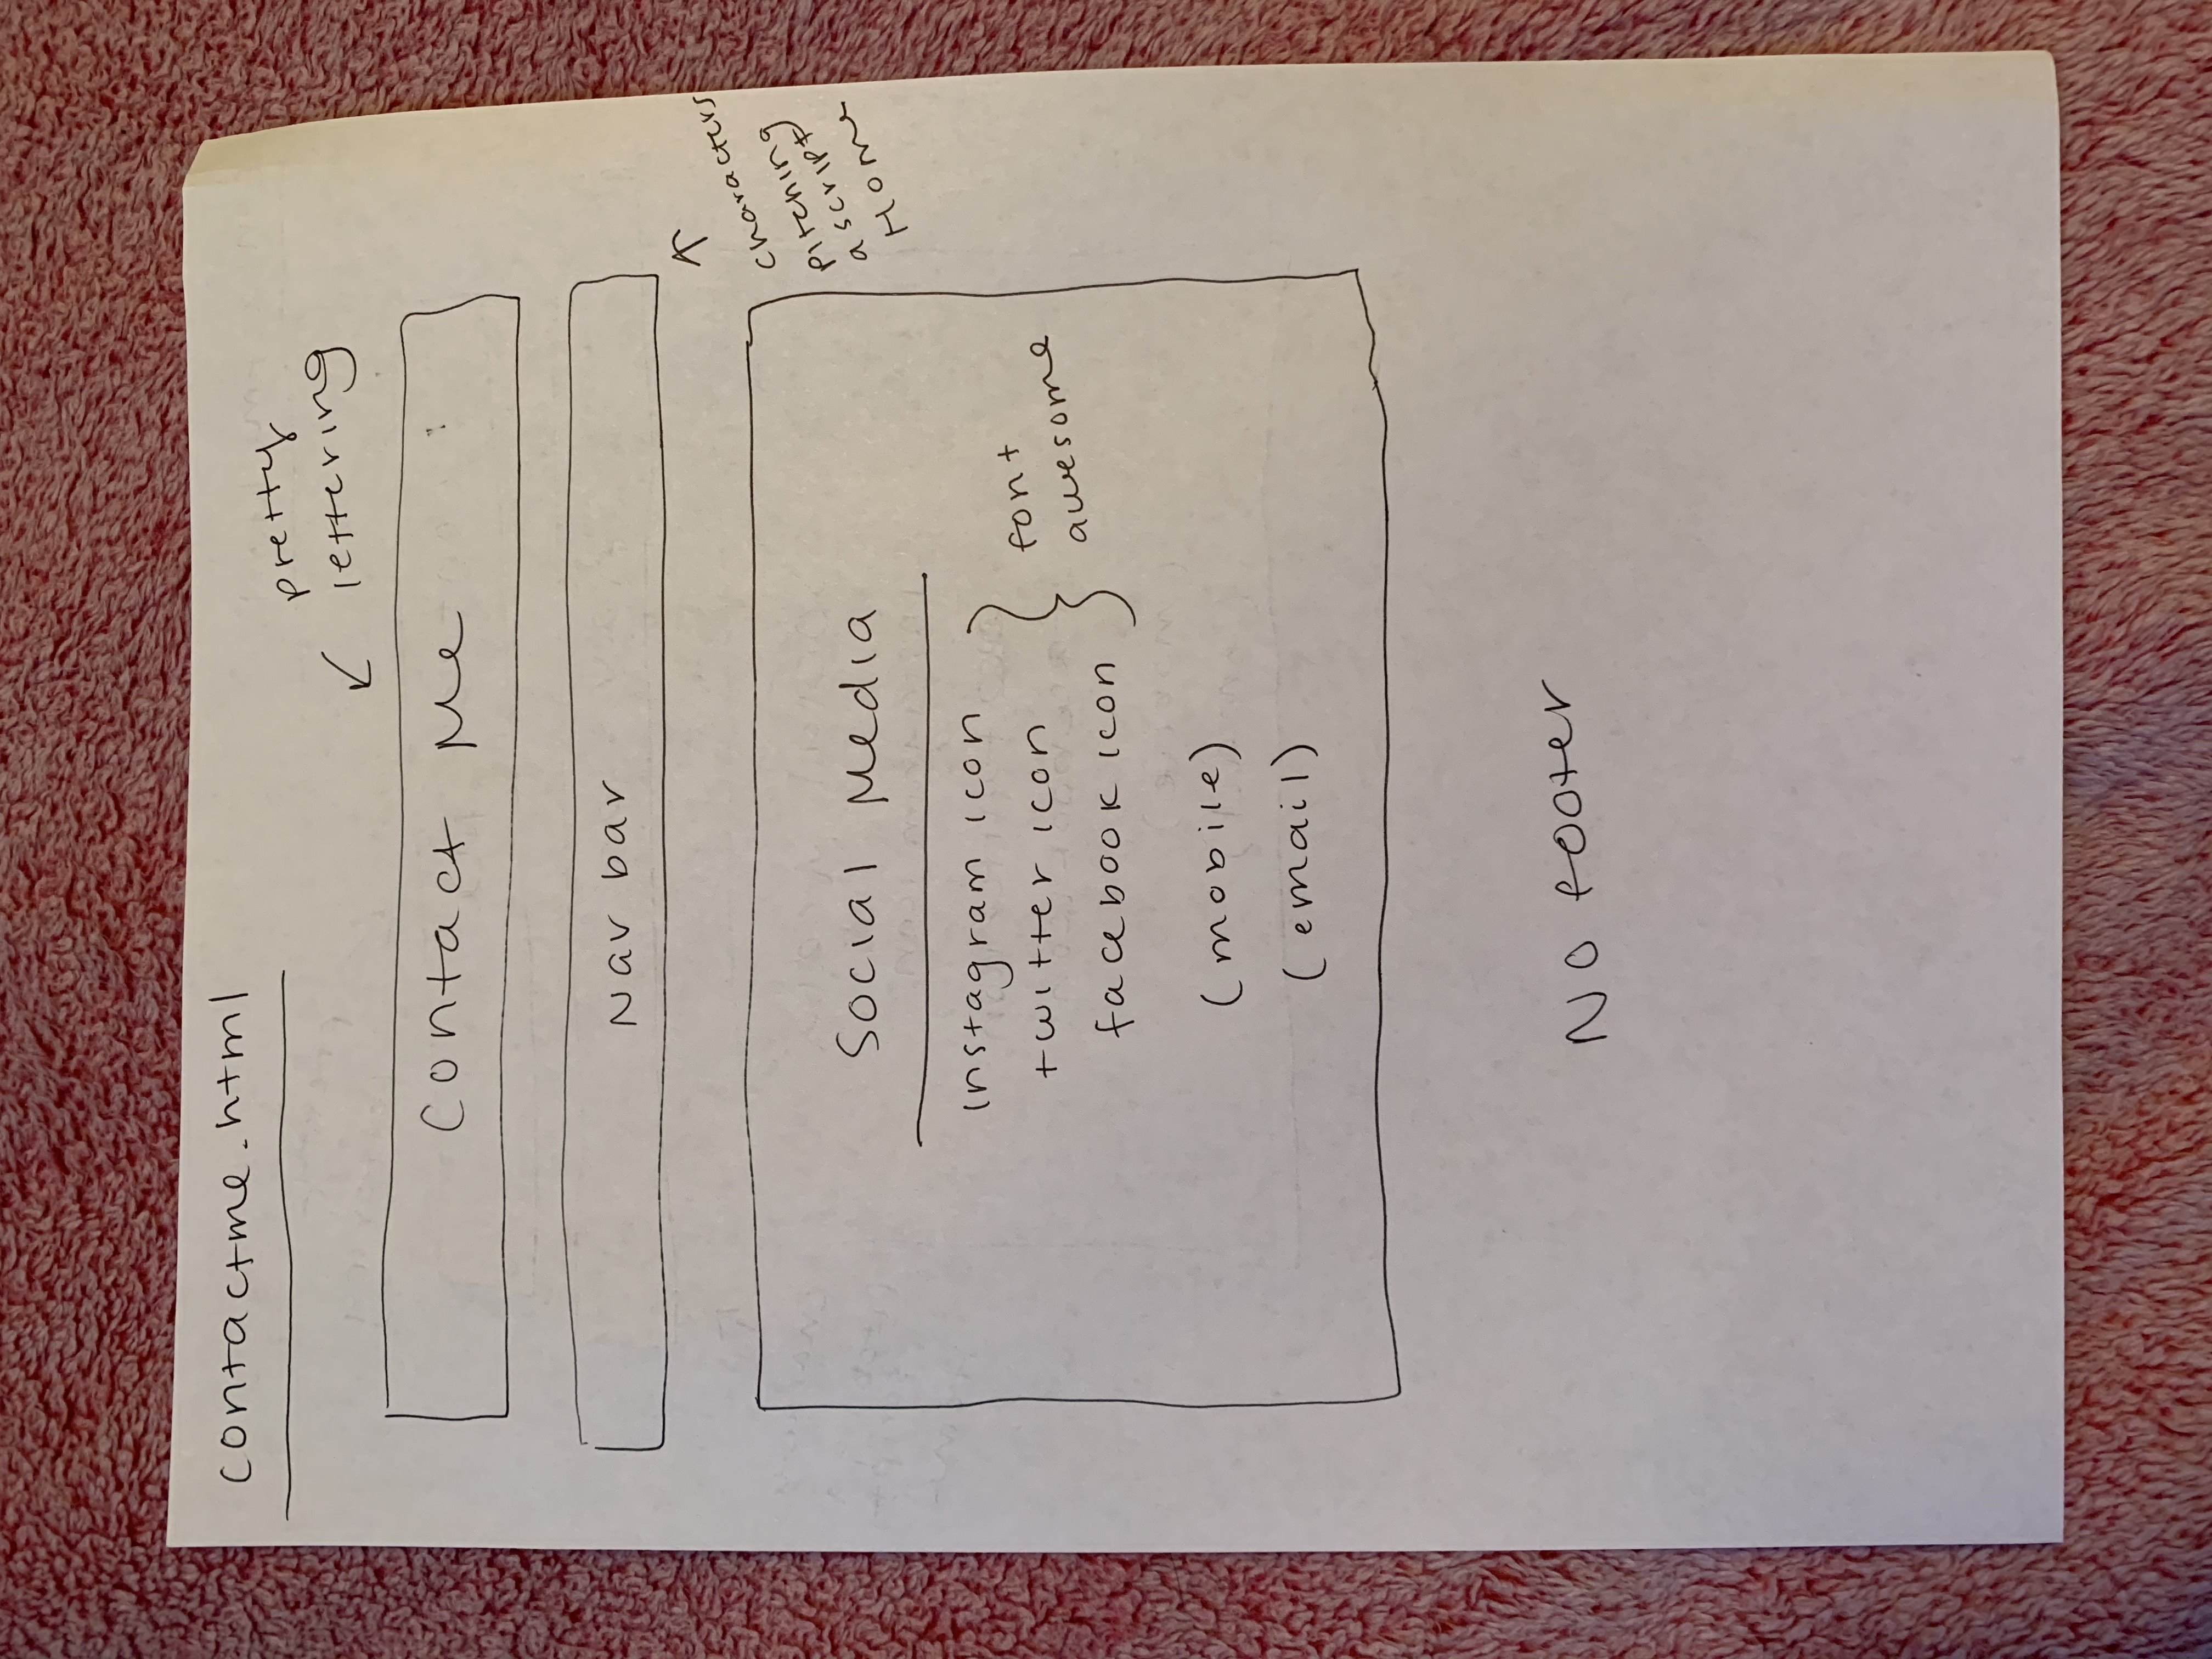 contactme.html
pretty
lettering
Contact Me
Nav bar
characters
pitching
a script
Home
Social Media
instagram icon
twitter icon
facebook icon
font
awesome
(mobile)
(email)
No footer